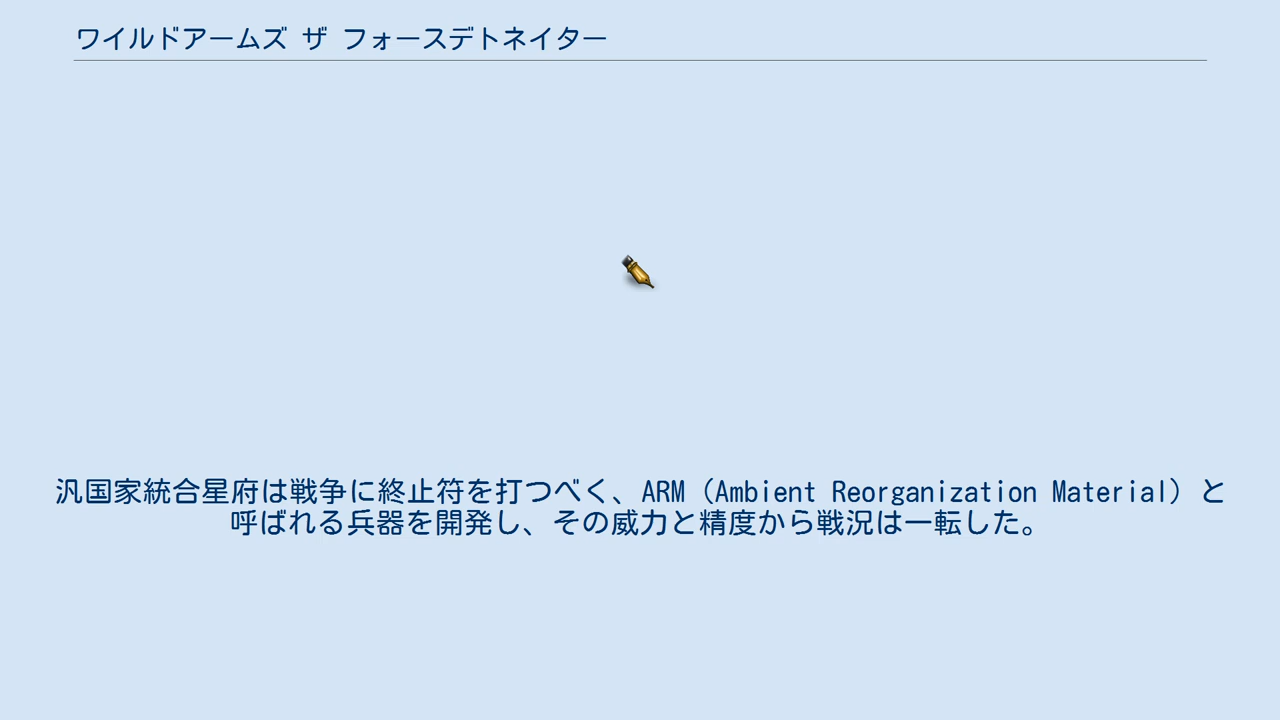 ワイルドアームズ ザ フォースデトネイター
汎国家統合星府は戦争に終止符を打つべく、ARM（Ambient Reorganization Material）と
呼ばれる兵器を開発し、その威力と精度から戦況は一転した。